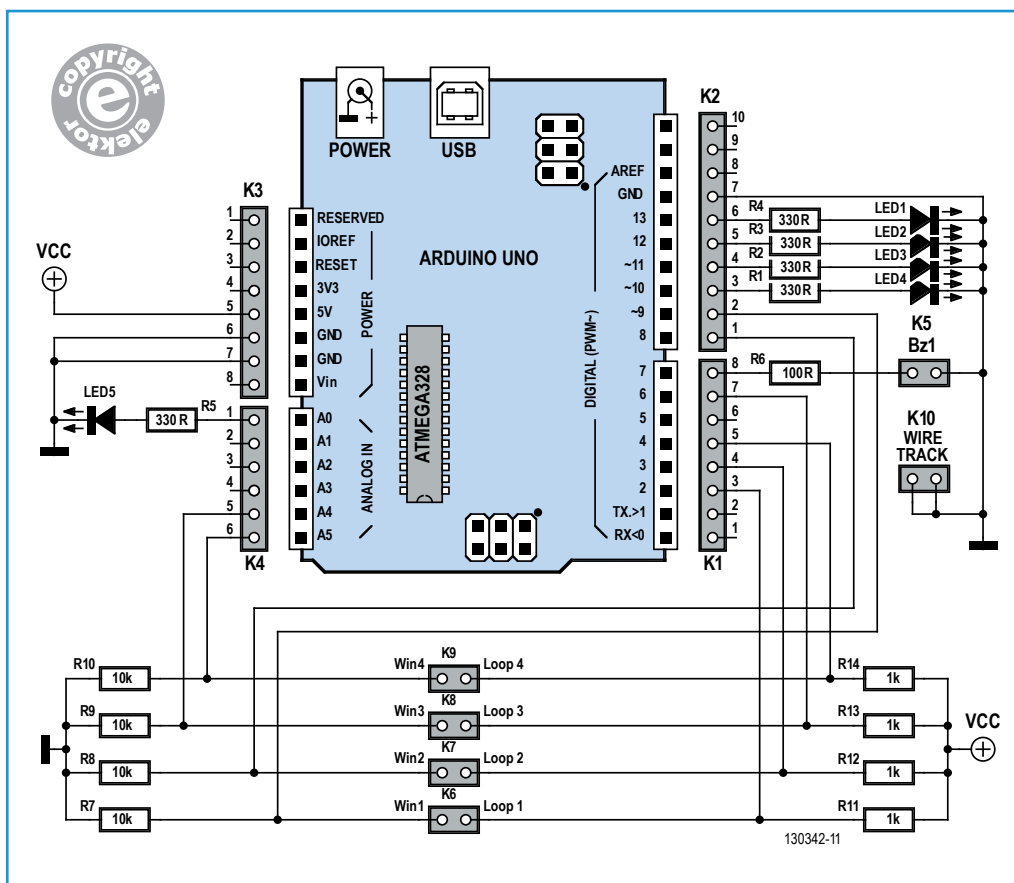 copyright
e
elektor
POWER
USB
K3
1
2
3
4
5
6
7
8
VCC
RESERVED
IOREF
RESET
3V3
5V
GND
GND
Vin
POWER
ARDUINO UNO
ATMEGA328
LED5
R5
330 R
1
2
3
4
5
6
K4
A0
A1
A2
A3
A4
A5
ANALOG IN
AREF
GND
13
12
~11
~10
~9
8
7
6
5
4
3
2
TX.>1
RX<0
DIGITAL (PWM~)
K2
10
9
8
7
6
5
4
3
2
1
8
7
6
5
4
3
2
1
K1
R4
330R
LED1
R3
330R
LED2
R2
330R
LED3
R1
330R
LED4
K5
Bz1
R6
100R
K10
WIRE
TRACK
R10
10k
Win4
K9
Loop 4
R14
1k
R9
10k
Win3
K8
Loop 3
R13
1k
VCC
R8
10k
Win2
K7
Loop 2
R12
1k
R7
10k
Win1
K6
Loop 1
R11
1k
130342-11